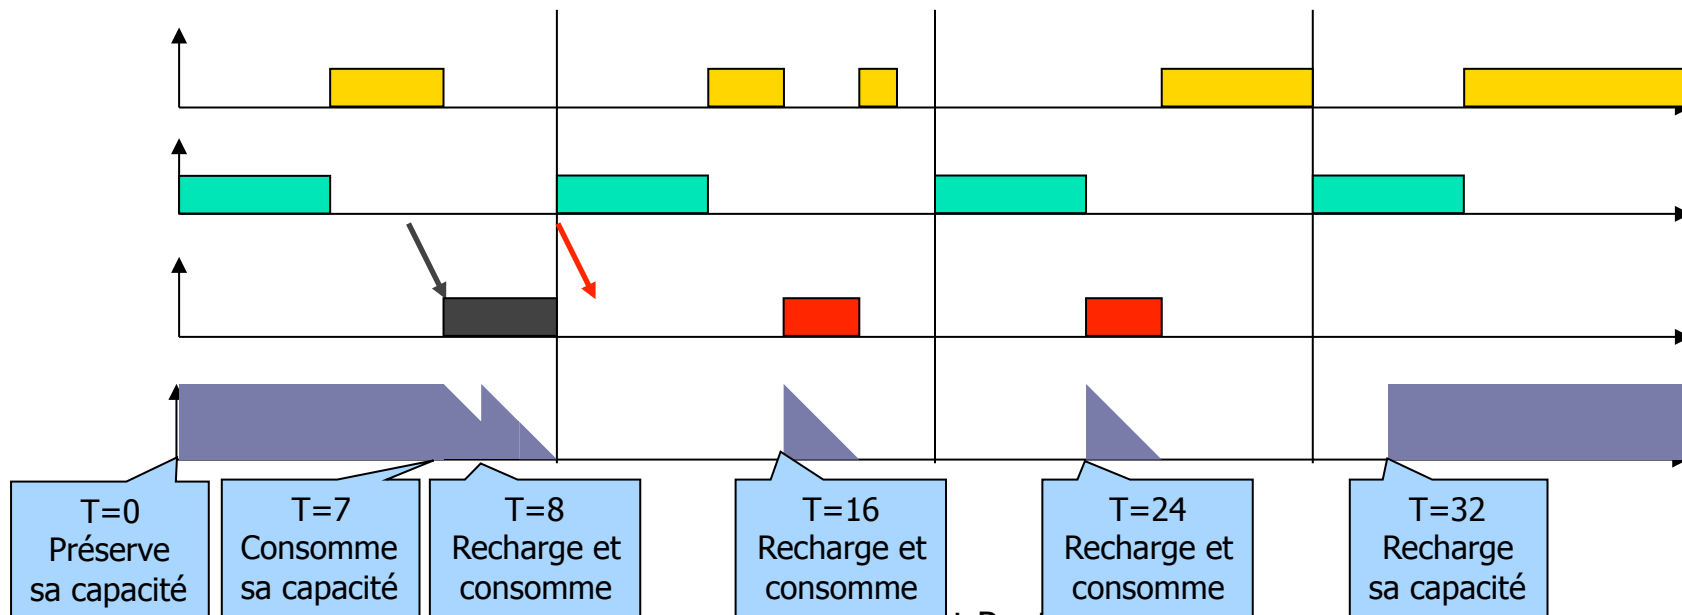 T=0
Préserve
sa capacité
T=7
Consomme
sa capacité
T=8
Recharge et
consomme
T=16
Recharge et
consomme
T=24
Recharge et
consomme
T=32
Recharge
sa capacité